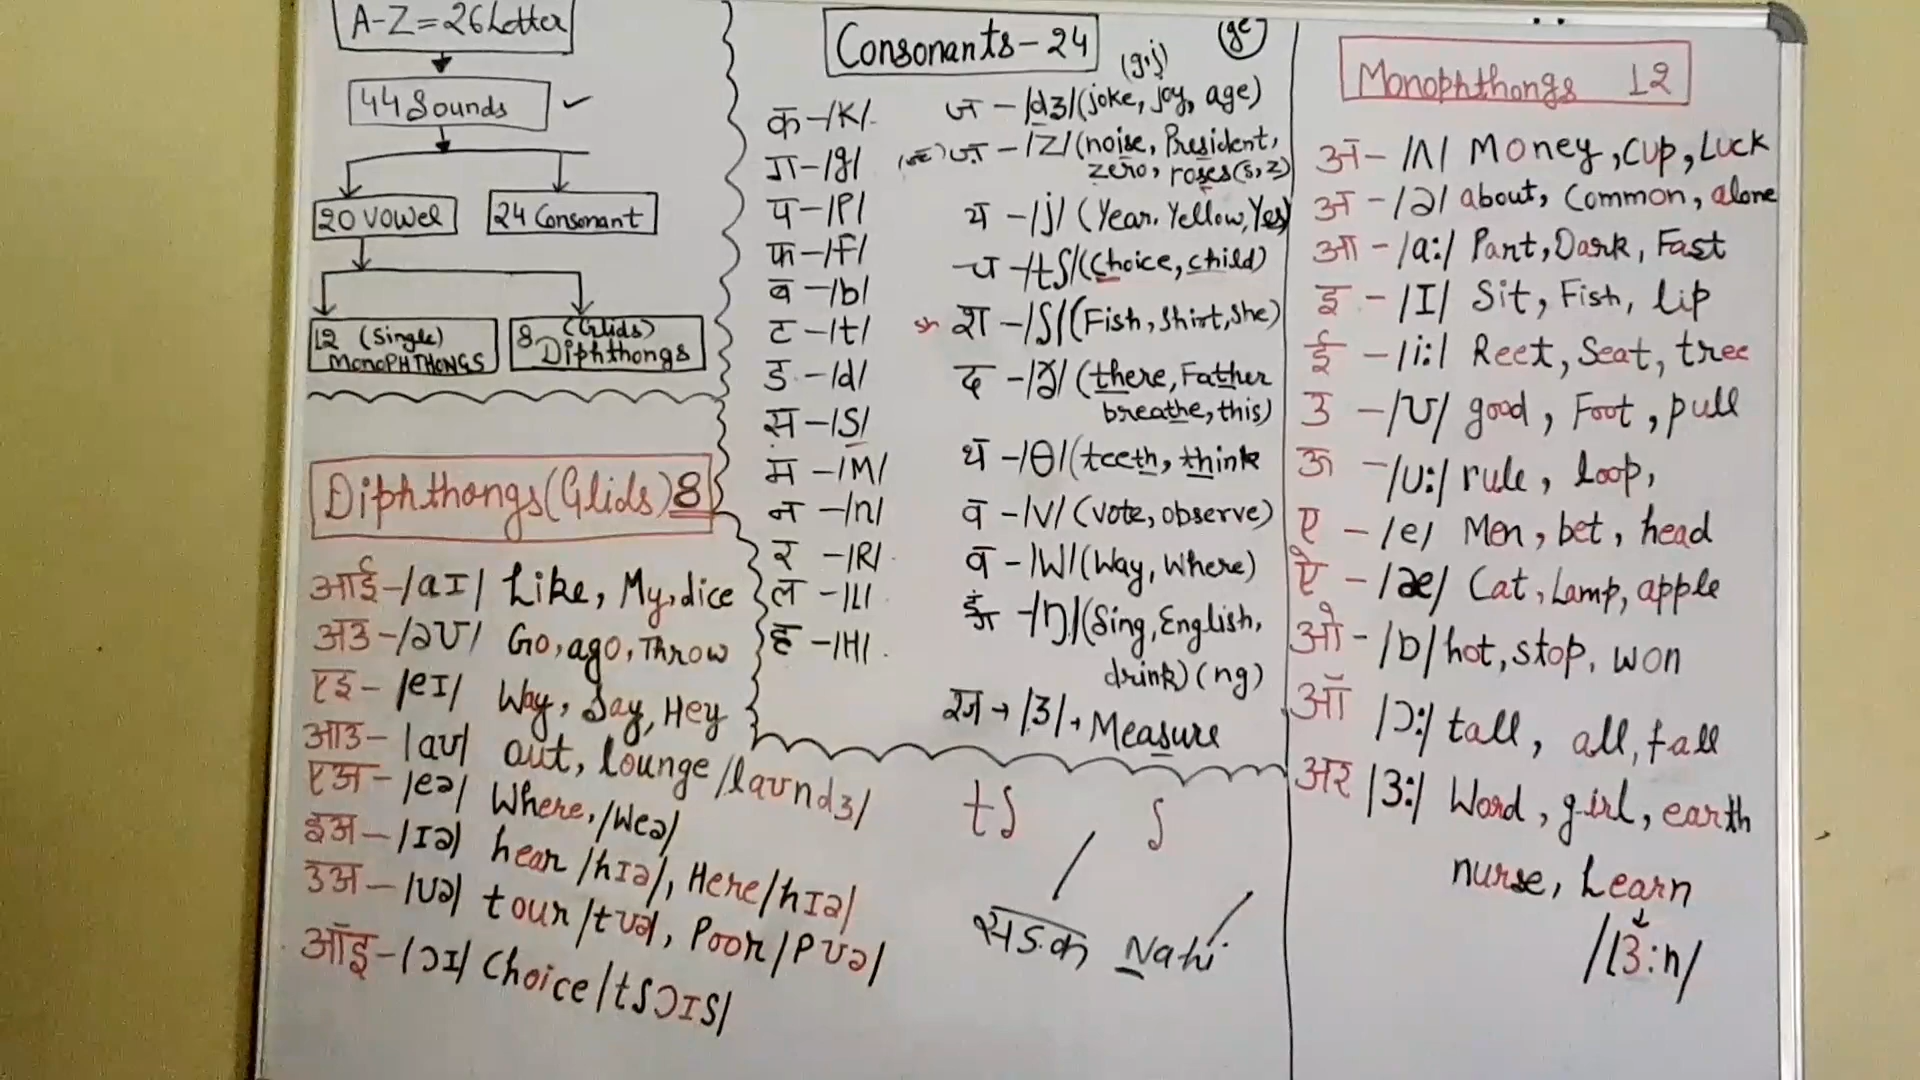 A-Z=26Letter
44 Sounds ✓
20 Vowel
24 Consonant
12 (Single)
MonoPHTHONGS
8 (Glids)
Diphthongs
Diphthongs(Glids)8
आई-/aɪ/ Like, My, dice
अउ-/əʊ/ Go, ago, Throw
एइ-/eɪ/ Way, Say, Hey
आउ-/aʊ/ out, lounge/laʊndʒ/
एअ-/eə/ Where,/Weə/
इअ-/ɪə/ hear/hɪə/, Here/hɪə/
उअ-/ʊə/ tour/tʊə/, Poor/Pʊə/
ऑइ-/ɔɪ/ Choice/tʃɔɪs/
Consonants-24
(ge)
(g,j)
क-/K/
ग-/g/
प-/P/
फ-/F/
ब-/b/
ट-/t/
ड-/d/
स-/S/
म-/M/
न-/n/
र-/R/
ल-/L/
ह-/H/
ज-/dʒ/(joke, joy, age)
ज़-/Z/(noise, President,
zero, roses(s,z)
य-/j/ (Year, Yellow, Yes)
च-/tʃ/(Choice, child)
sh श-/ʃ/(Fish, Shirt, She)
द-/ð/ (there, Father
breathe, this)
थ-/θ/(teeth, think
व-/v/ (vote, observe)
व-/W/(Way, Where)
/ŋ/(Sing, English,
drink) (ng)
/ʒ/→ Measure
tʃ ʃ
सड़क Nahi
Monophthongs 12
अ-/ʌ/ Money, Cup, Luck
अ-/ə/ about, Common, alone
आ-/a:/ Part, Dark, Fast
इ-/I/ Sit, Fish, lip
ई-/i:/ Reet, Seat, tree
उ-/ʊ/ good, Foot, pull
ऊ-/u:/ rule, Loop,
ए-/e/ Men, bet, head
ऐ-/æ/ Cat, Lamp, apple
ओ-/ɒ/ hot, stop, won
ऑ /ɔ:/ tall, all, fall
अर /ɜ:/ Word, girl, earth
nurse, Learn
/lɜ:n/